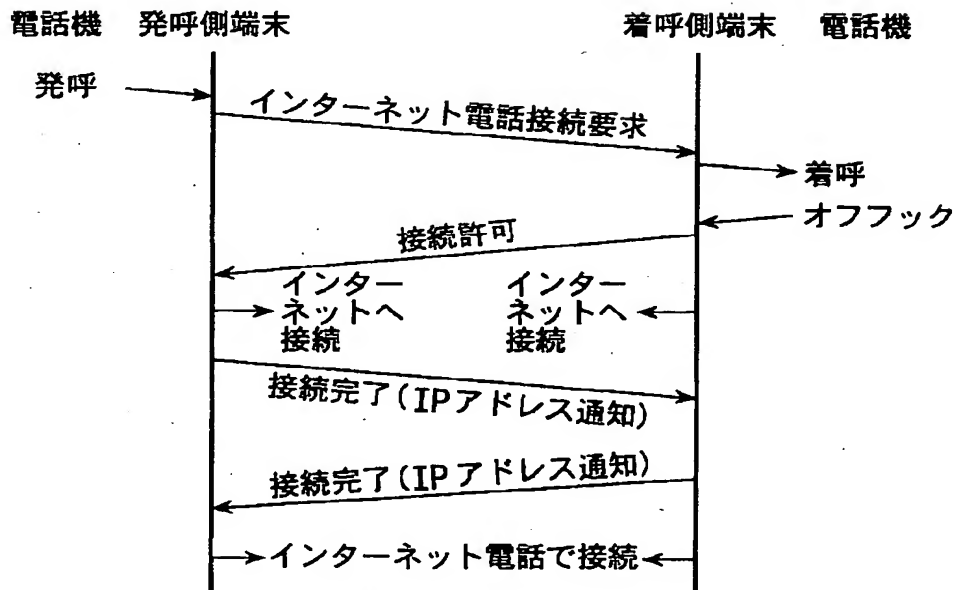 電話機 発呼側端末 着呼側端末 電話機
発呼
インターネット電話接続要求
着呼
オフフック
接続許可
インター
ネットへ
接続
インター
ネットへ
接続
接続完了(IPアドレス通知)
接続完了(IPアドレス通知)
インターネット電話で接続